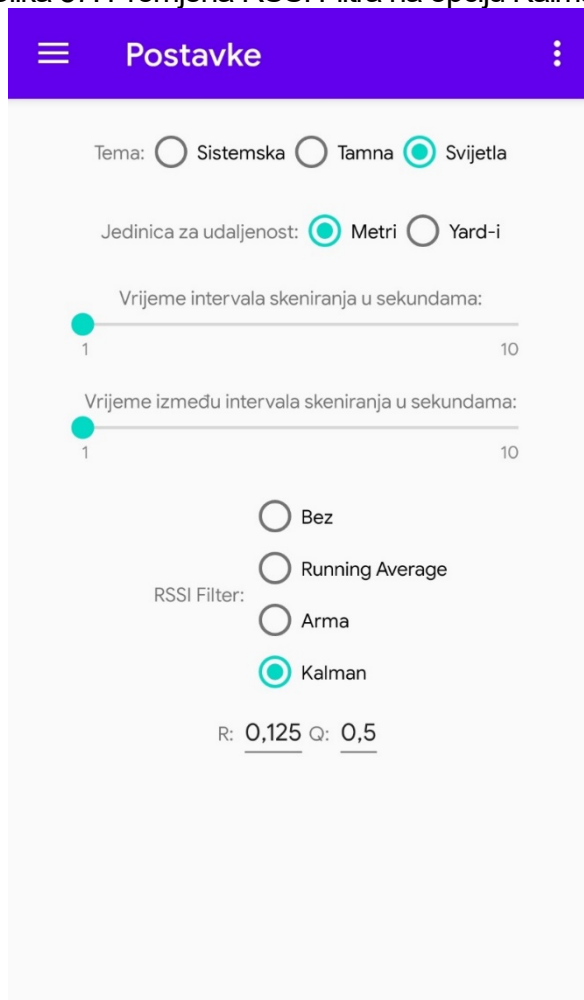 Postavke
Tema: Sistemska Tamna Svijetla
Jedinica za udaljenost: Metri Yard-i
Vrijeme intervala skeniranja u sekundama:
1 10
Vrijeme između intervala skeniranja u sekundama:
1 10
Bez
Running Average
RSSI Filter:
Arma
Kalman
R: 0,125 Q: 0,5